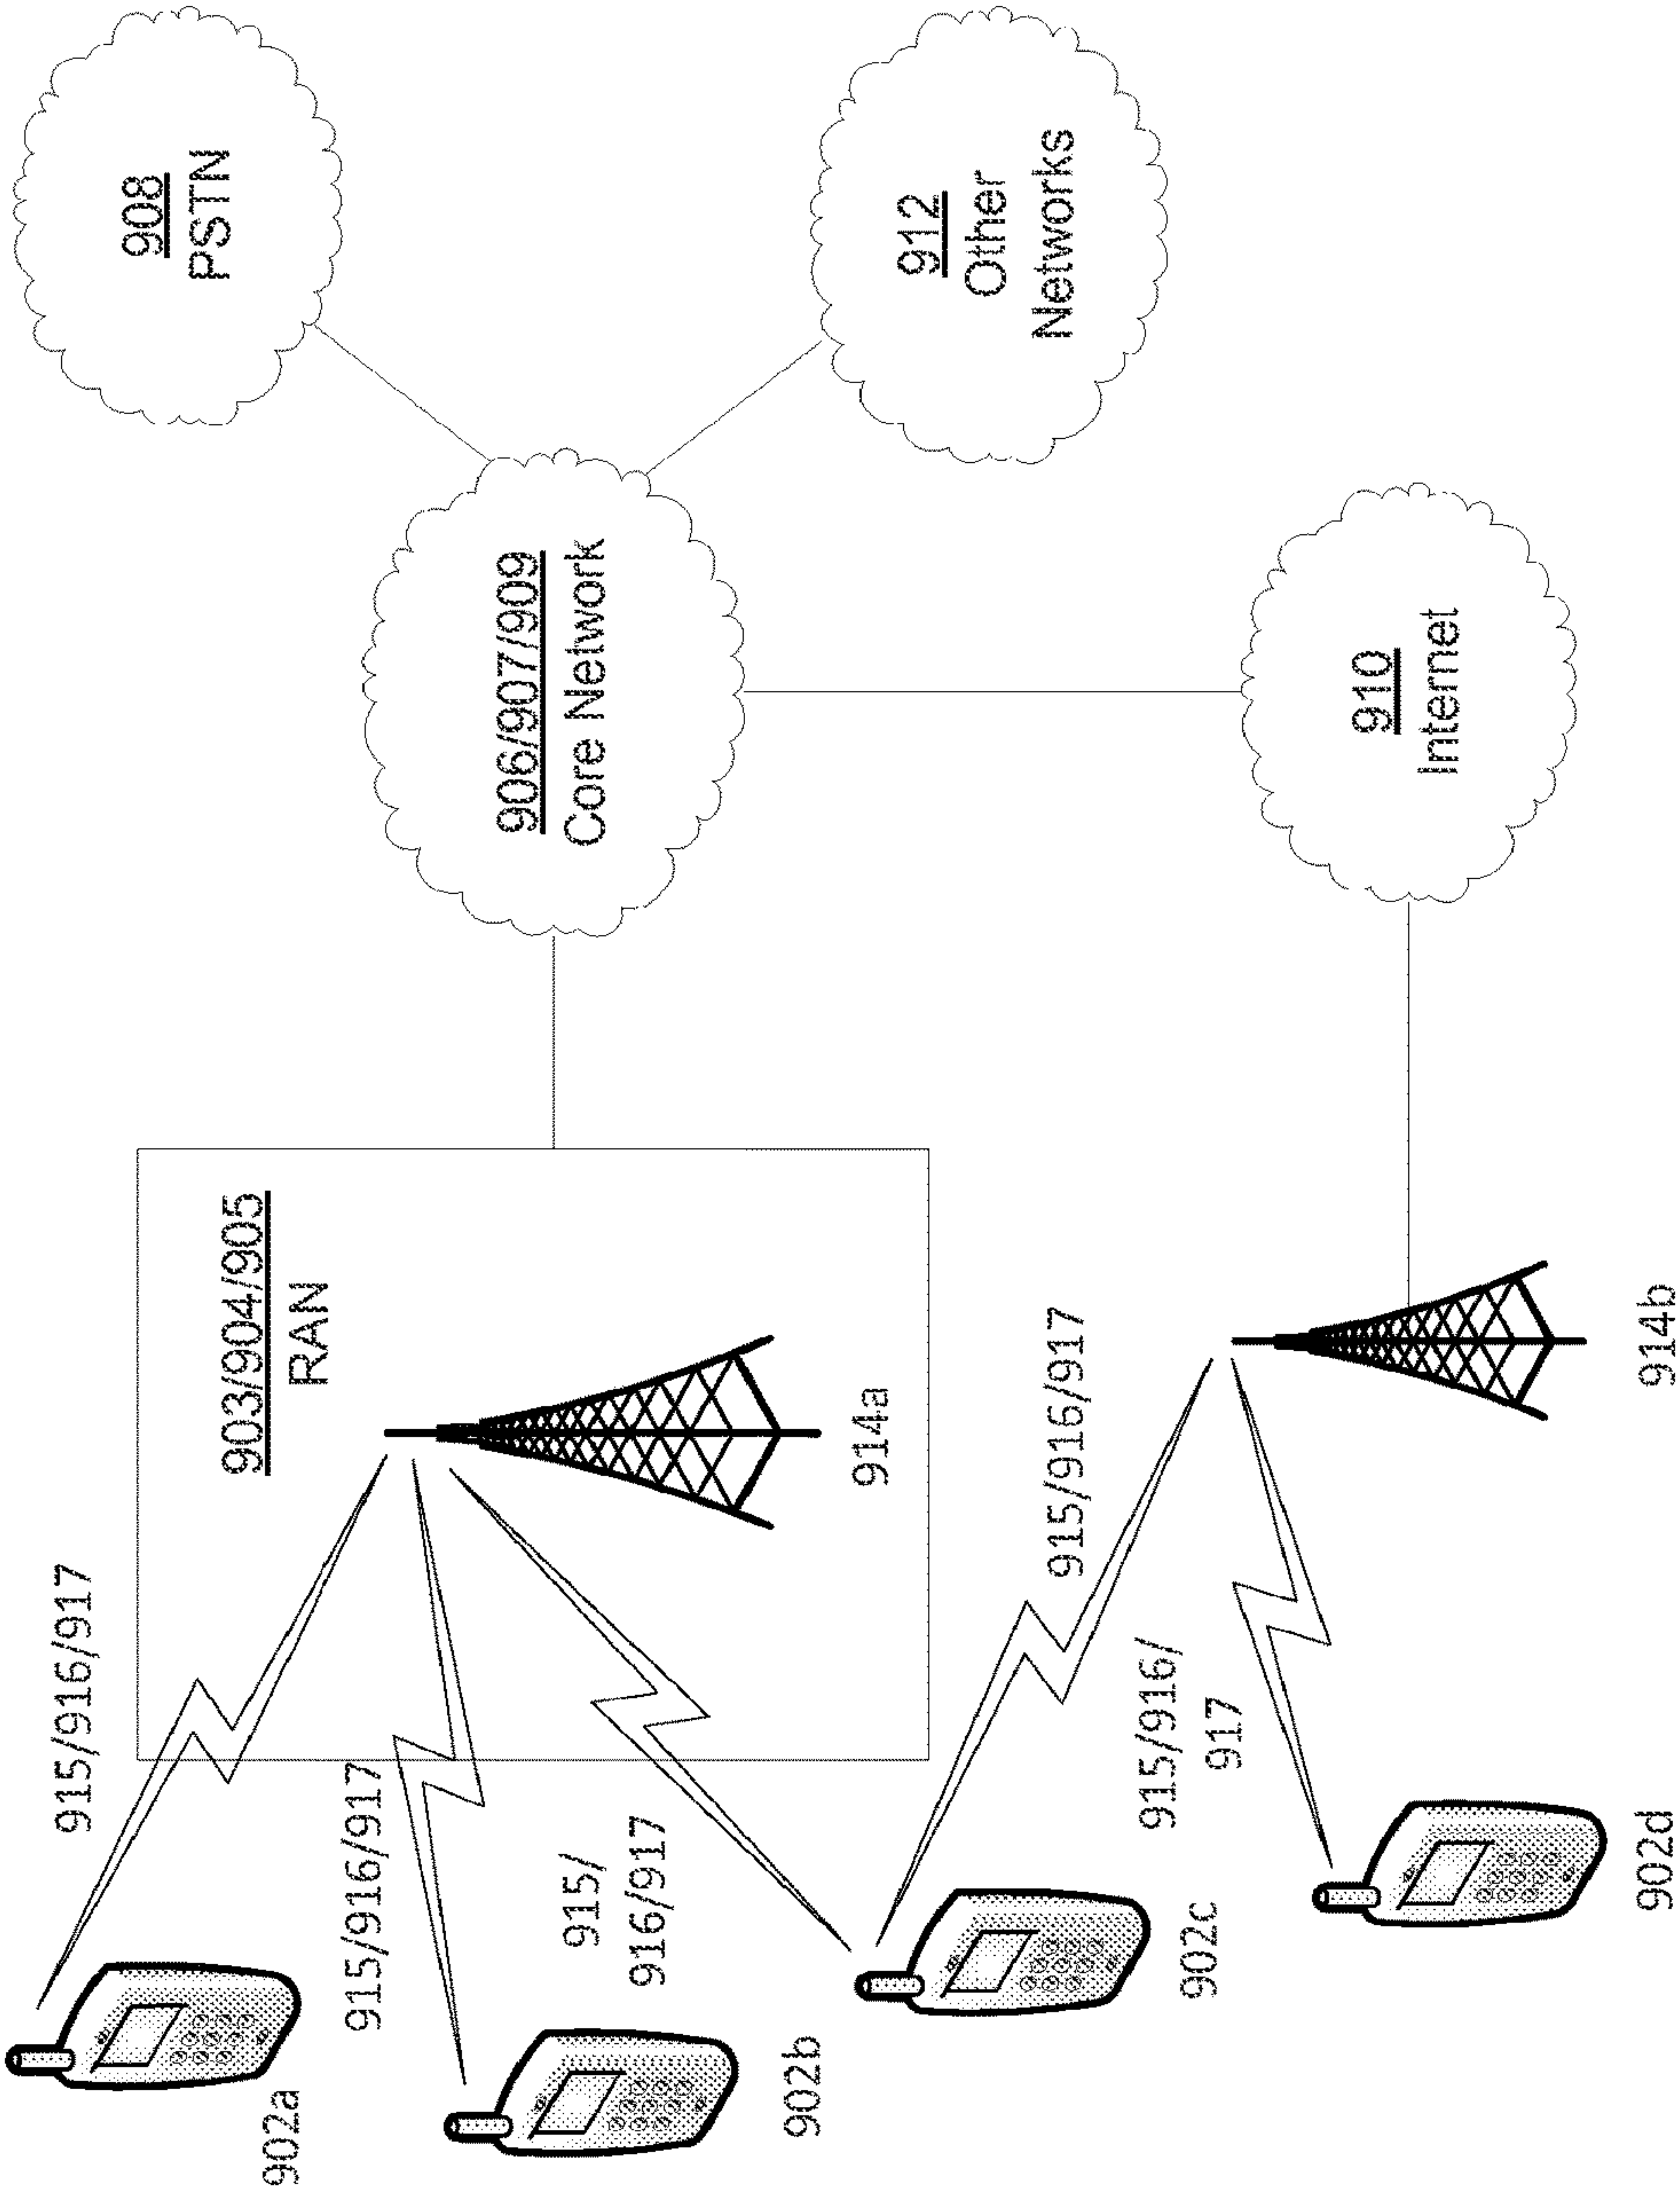 902a
915/916/917
903/904/905
RAN
908
PSTN
902b
915/916/917
915/
916/917
914a
906/907/909
Core Network
912
Other
Networks
902c
915/916/917
915/916/
917
902d
914b
910
Internet